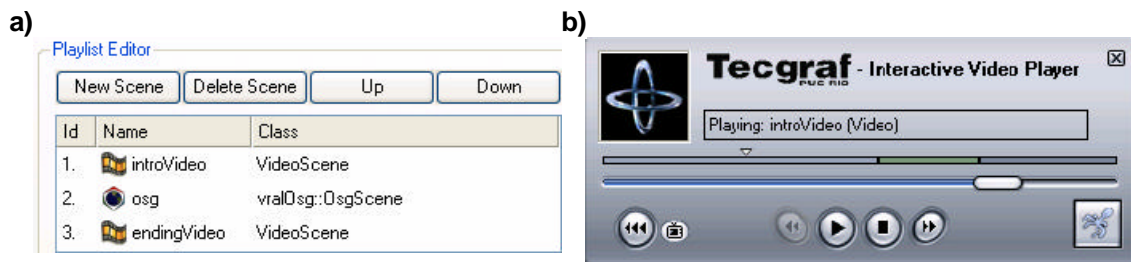 a)
Playlist Editor
New Scene Delete Scene Up Down
Id Name Class
1. introVideo VideoScene
2. osg vralOsg::OsgScene
3. endingVideo VideoScene
b)
Tecgraf - Interactive Video Player
PUC RIO
Playing: introVideo (Video)